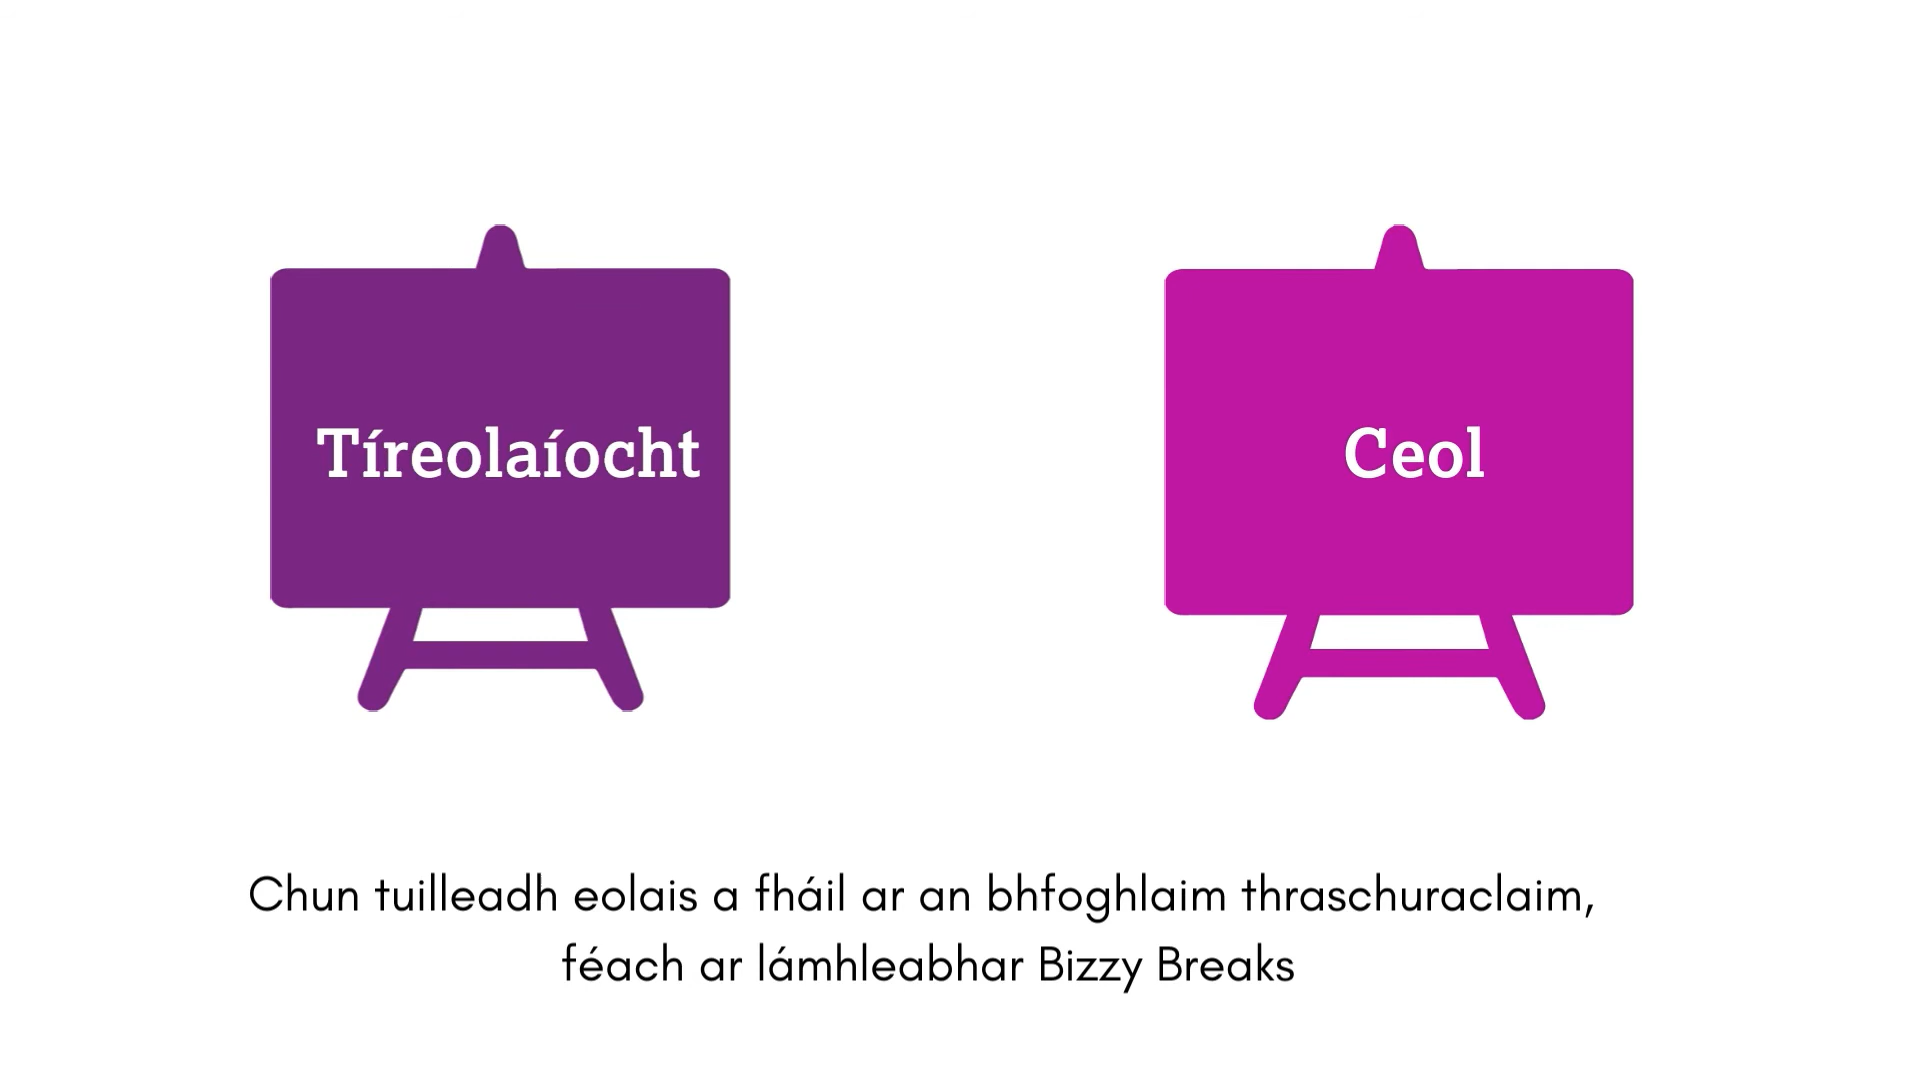 Tíreolaíocht
Ceol
Chun tuilleadh eolais a fháil ar an bhfoghlaim thraschuraclaim,
féach ar lámhleabhar Bizzy Breaks